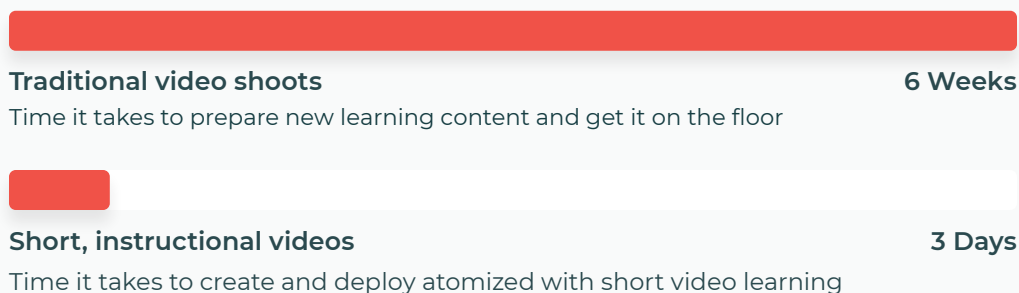 Traditional video shoots
6 Weeks
Time it takes to prepare new learning content and get it on the floor
Short, instructional videos
3 Days
Time it takes to create and deploy atomized with short video learning